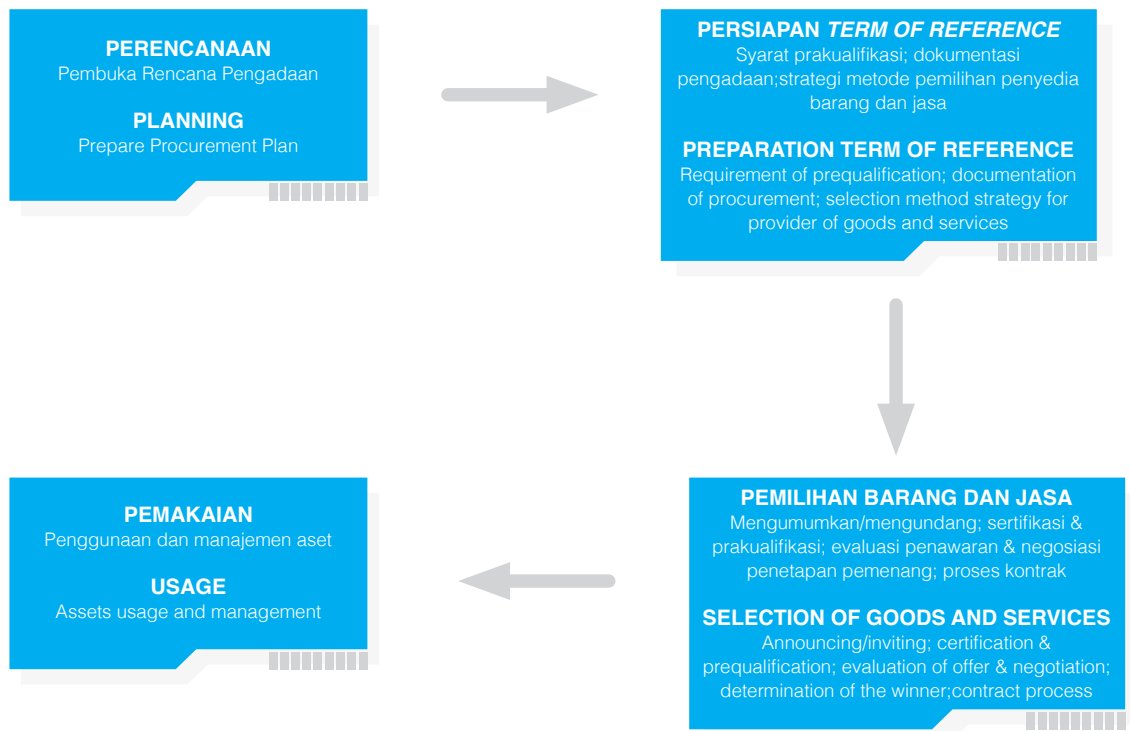 PERENCANAAN
Pembuka Rencana Pengadaan
PLANNING
Prepare Procurement Plan
PERSIAPAN TERM OF REFERENCE
Syarat prakualifikasi; dokumentasi
pengadaan;strategi metode pemilihan penyedia
barang dan jasa
PREPARATION TERM OF REFERENCE
Requirement of prequalification; documentation
of procurement; selection method strategy for
provider of goods and services
PEMILIHAN BARANG DAN JASA
Mengumumkan/mengundang; sertifikasi &
prakualifikasi; evaluasi penawaran & negosiasi
penetapan pemenang; proses kontrak
SELECTION OF GOODS AND SERVICES
Announcing/inviting; certification &
prequalification; evaluation of offer & negotiation;
determination of the winner;contract process
PEMAKAIAN
Penggunaan dan manajemen aset
USAGE
Assets usage and management